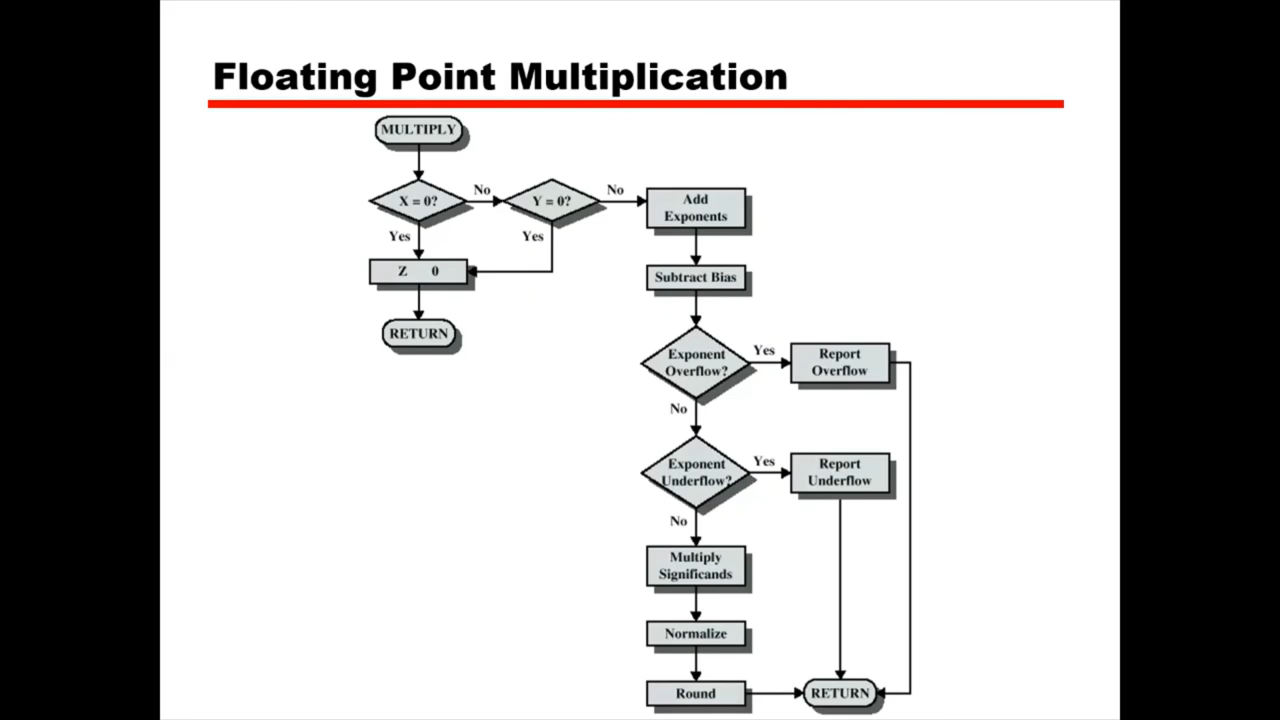 Floating Point Multiplication
MULTIPLY
X = 0?
No
Y = 0?
No
Add
Exponents
Yes
Yes
Z 0
Subtract Bias
RETURN
Exponent
Overflow?
Yes
Report
Overflow
No
Exponent
Underflow?
Yes
Report
Underflow
No
Multiply
Significands
Normalize
Round
RETURN